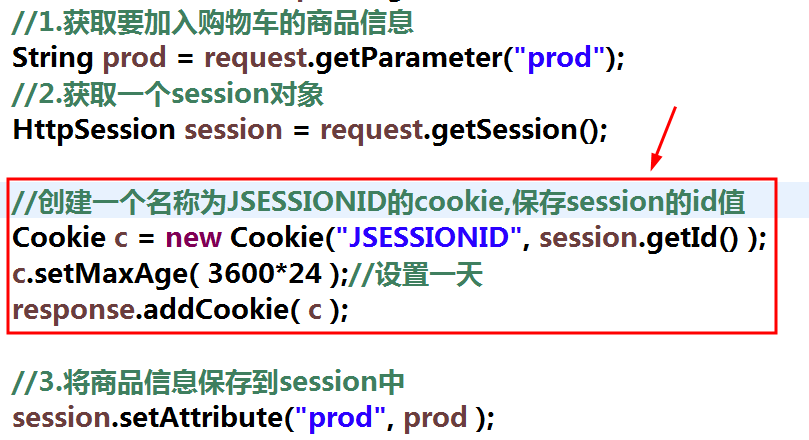 //1.获取要加入购物车的商品信息
String prod = request.getParameter("prod");
//2.获取一个session对象
HttpSession session = request.getSession();
//创建一个名称为JSESSIONID的cookie,保存session的id值
Cookie c = new Cookie("JSESSIONID", session.getId() );
c.setMaxAge( 3600*24 );//设置一天
response.addCookie( c );
//3.将商品信息保存到session中
session.setAttribute("prod", prod );